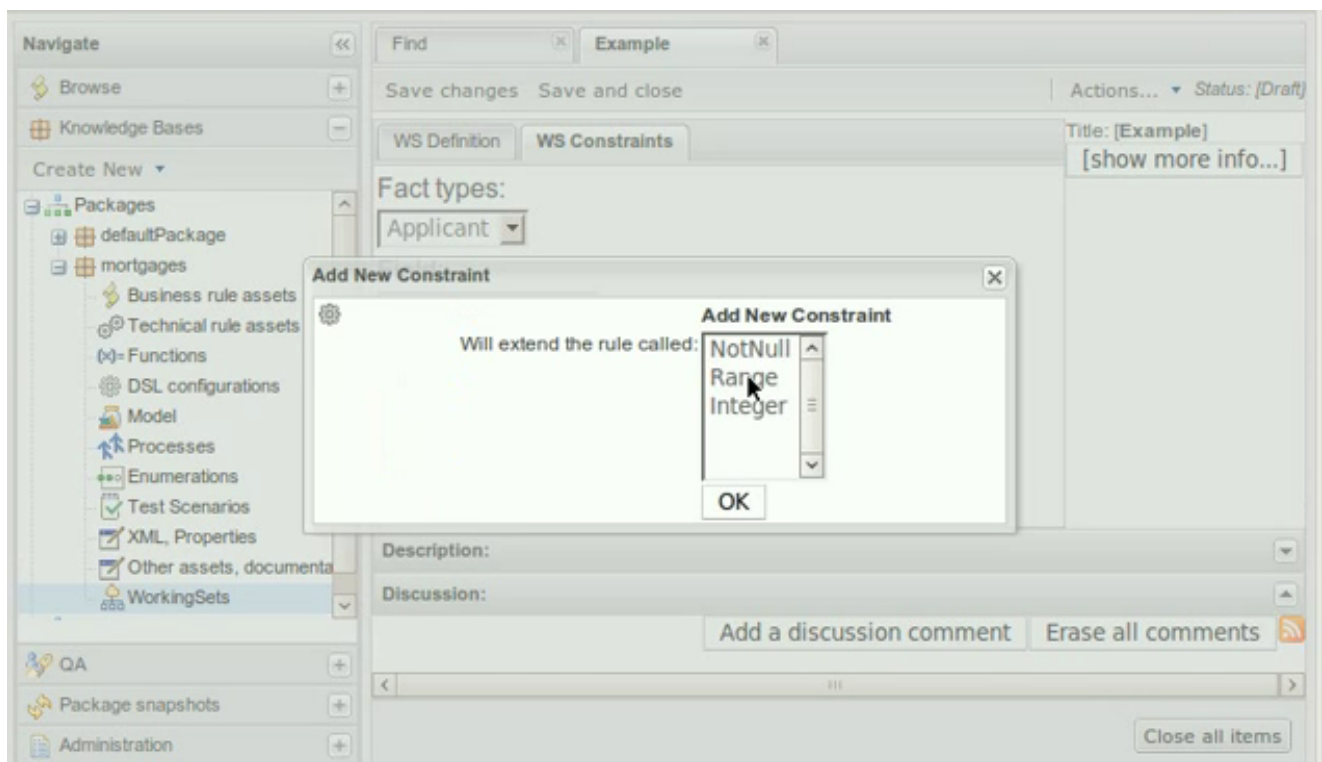 Navigate
Browse
Knowledge Bases
Create New
Packages
defaultPackage
mortgages
Business rule assets
Technical rule assets
(x)= Functions
DSL configurations
Model
Processes
Enumerations
Test Scenarios
XML, Properties
Other assets, documenta
WorkingSets
QA
Package snapshots
Administration
Find
Example
Save changes Save and close
Actions... Status: [Draft]
WS Definition WS Constraints
Title: [Example]
[show more info...]
Fact types:
Applicant
Add New Constraint
Add New Constraint
Will extend the rule called:
NotNull
Range
Integer
OK
Description:
Discussion:
Add a discussion comment Erase all comments
Close all items